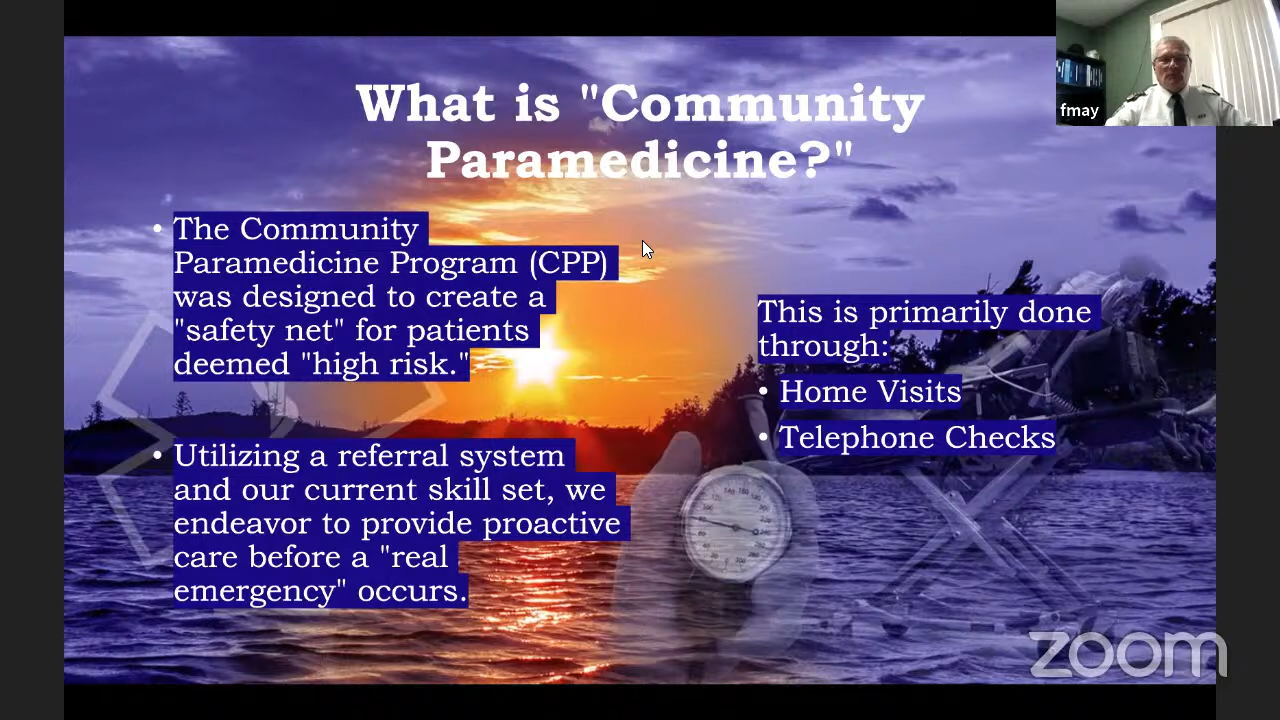 What is "Community
Paramedicine?"
fmay
• The Community
Paramedicine Program (CPP)
was designed to create a
"safety net" for patients
deemed "high risk."
• Utilizing a referral system
and our current skill set, we
endeavor to provide proactive
care before a "real
emergency" occurs.
This is primarily done
through:
• Home Visits
• Telephone Checks
zoom